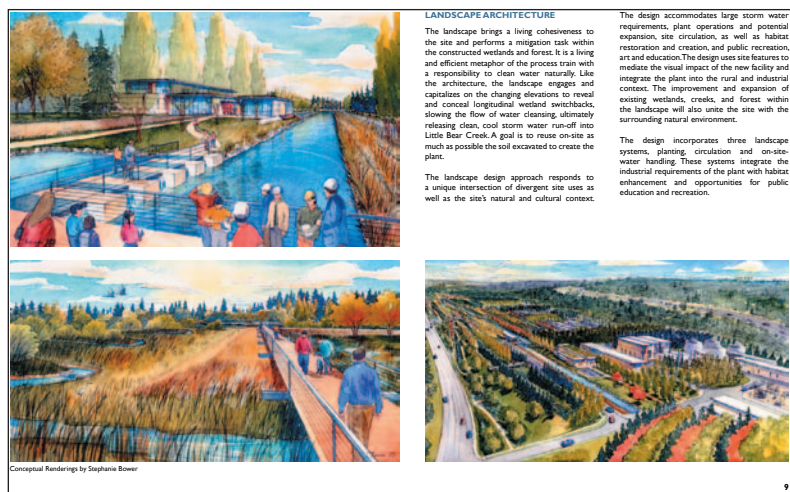 LANDSCAPE ARCHITECTURE
The landscape brings a living cohesiveness to
the site and performs a mitigation task within
the constructed wetlands and forest. It is a living
and efficient metaphor of the process train with
a responsibility to clean water naturally. Like
the architecture, the landscape engages and
capitalizes on the changing elevations to reveal
and conceal longitudinal wetland switchbacks,
slowing the flow of water cleansing, ultimately
releasing clean, cool storm water run-off into
Little Bear Creek. A goal is to reuse on-site as
much as possible the soil excavated to create the
plant.
The landscape design approach responds to
a unique intersection of divergent site uses as
well as the site's natural and cultural context.
The design accommodates large storm water
requirements, plant operations and potential
expansion, site circulation, as well as habitat
restoration and creation, and public recreation,
art and education.The design uses site features to
mediate the visual impact of the new facility and
integrate the plant into the rural and industrial
context. The improvement and expansion of
existing wetlands, creeks, and forest within
the landscape will also unite the site with the
surrounding natural environment.
The design incorporates three landscape
systems, planting, circulation and on-site-
water handling. These systems integrate the
industrial requirements of the plant with habitat
enhancement and opportunities for public
education and recreation.
Conceptual Renderings by Stephanie Bower
9